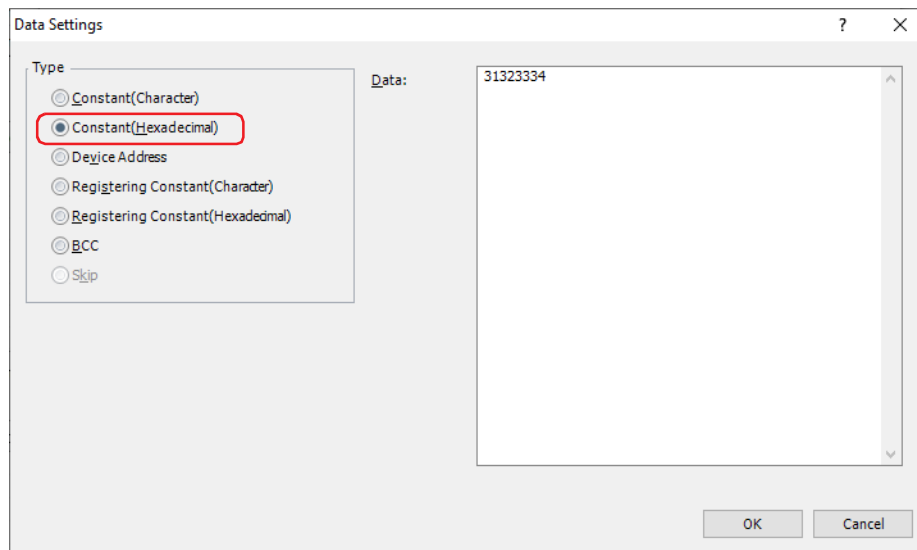 Data Settings
?
Type
Constant(Character)
Constant(Hexadecimal)
Device Address
Registering Constant(Character)
Registering Constant(Hexadecimal)
BCC
Skip
Data:
31323334
OK
Cancel